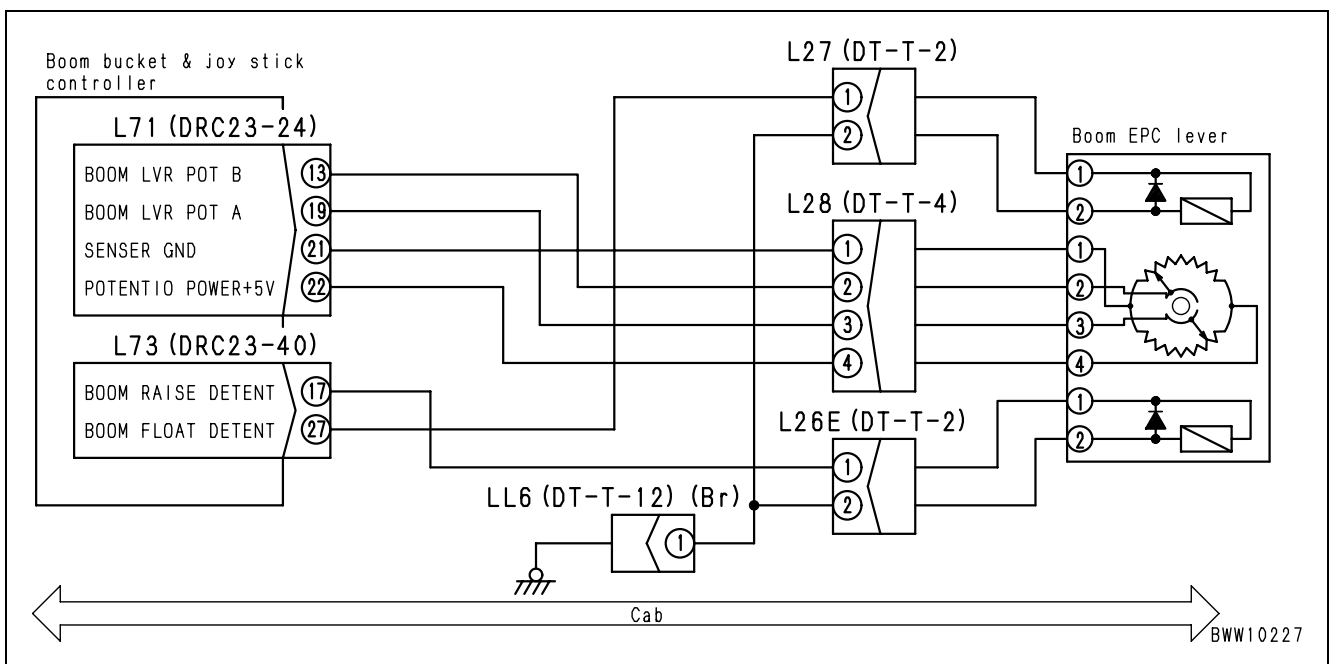 Boom bucket & joy stick
controller
L71 (DRC23-24)
BOOM LVR POT B 13
BOOM LVR POT A 19
SENSER GND 21
POTENTIO POWER+5V 22
L73 (DRC23-40)
BOOM RAISE DETENT 17
BOOM FLOAT DETENT 27
LL6 (DT-T-12) (Br)
1
L27 (DT-T-2)
1
2
L28 (DT-T-4)
1
2
3
4
L26E (DT-T-2)
1
2
Boom EPC lever
1
2
1
2
3
4
1
2
Cab
BWW10227